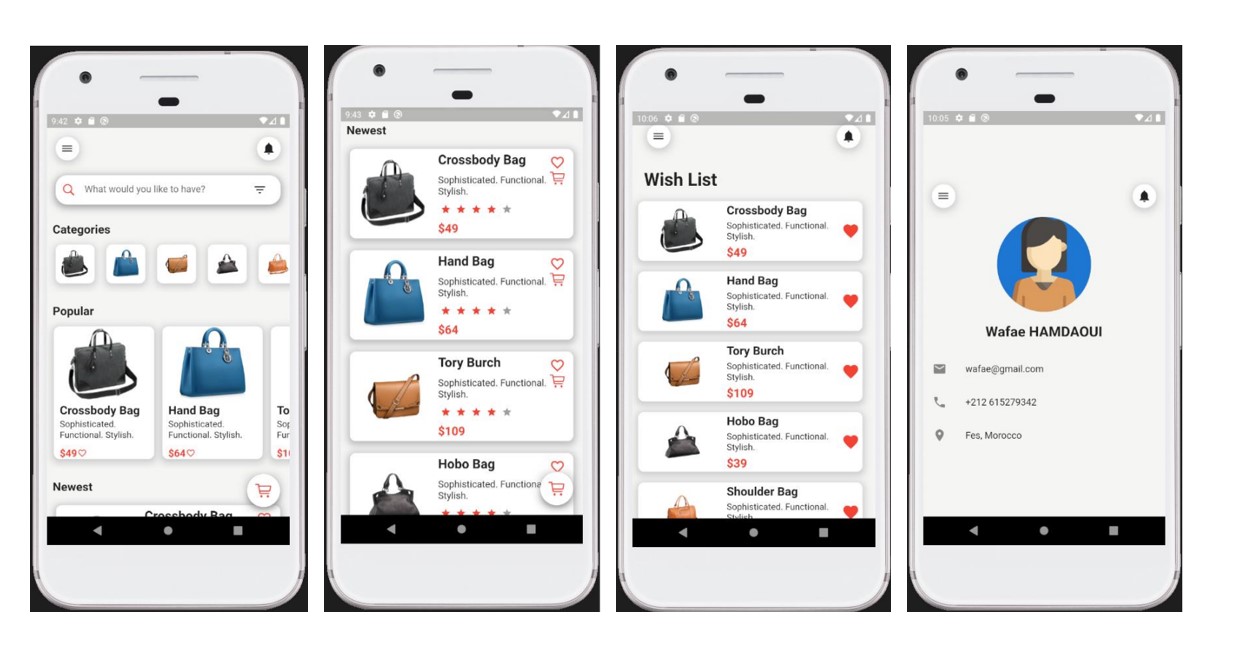 9:42
What would you like to have?
Categories
Popular
Crossbody Bag
Sophisticated.
Functional. Stylish.
$49
Hand Bag
Sophisticated.
Functional. Stylish.
$64
To
Sop
Fur
$10
Newest
Crossbody Bag
9:43
Newest
Crossbody Bag
Sophisticated. Functional.
Stylish.
$49
Hand Bag
Sophisticated. Functional.
Stylish.
$64
Tory Burch
Sophisticated. Functional.
Stylish.
$109
Hobo Bag
Sophisticated. Functiona
Stylish.
10:06
Wish List
Crossbody Bag
Sophisticated. Functional.
Stylish.
$49
Hand Bag
Sophisticated. Functional.
Stylish.
$64
Tory Burch
Sophisticated. Functional.
Stylish.
$109
Hobo Bag
Sophisticated. Functional.
Stylish.
$39
Shoulder Bag
Sophisticated. Functional.
Stylish.
10:05
Wafae HAMDAOUI
wafae@gmail.com
+212 615279342
Fes, Morocco